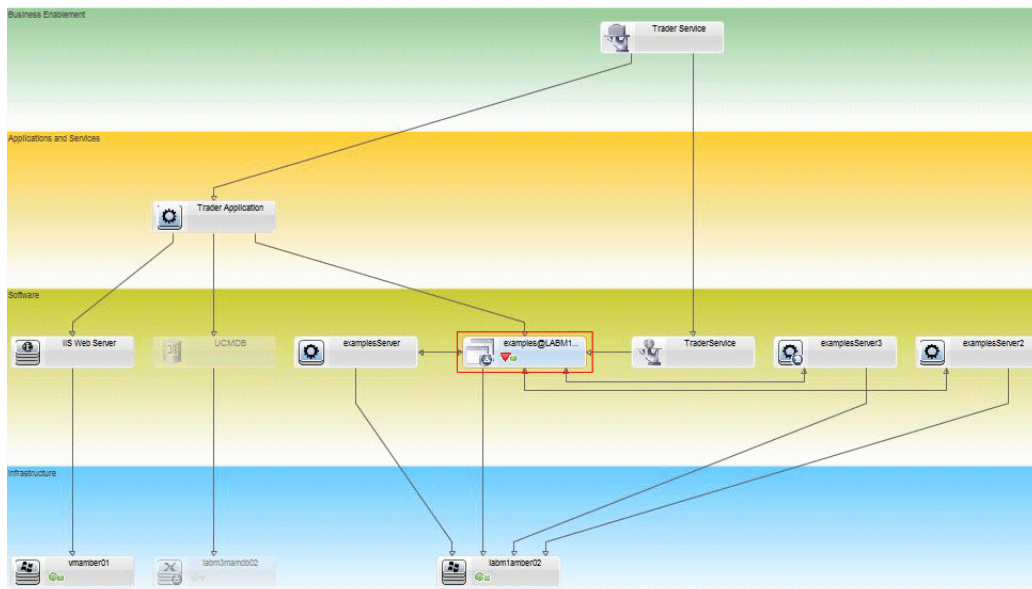 Business Enablement
Trader Service
Applications and Services
Trader Application
Software
IIS Web Server
UCMDB
examplesServer
examples@LABM1...
TraderService
examplesServer3
examplesServer2
Infrastructure
vmamber01
labm3mamdb02
labm1amber02